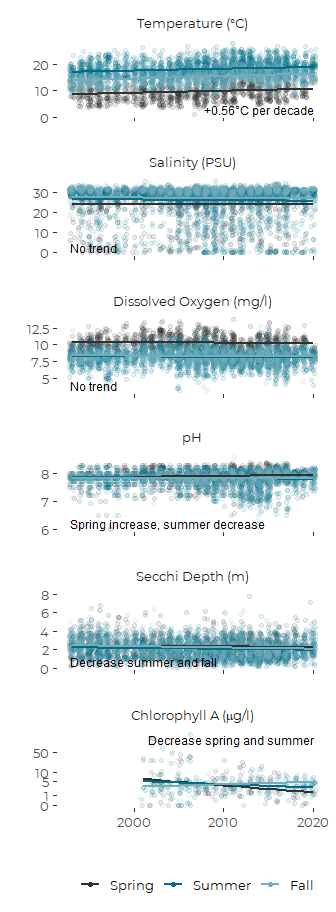 Temperature (°C)
20
10
0
+0.56°C per decade
Salinity (PSU)
30
20
10
0
No trend
Dissolved Oxygen (mg/l)
12.5
10
7.5
5
No trend
pH
8
7
6
Spring increase, summer decrease
Secchi Depth (m)
8
6
4
2
0
Decrease summer and fall
Chlorophyll A (μg/l)
Decrease spring and summer
50
10
5
1
0
2000 2010 2020
Spring Summer Fall